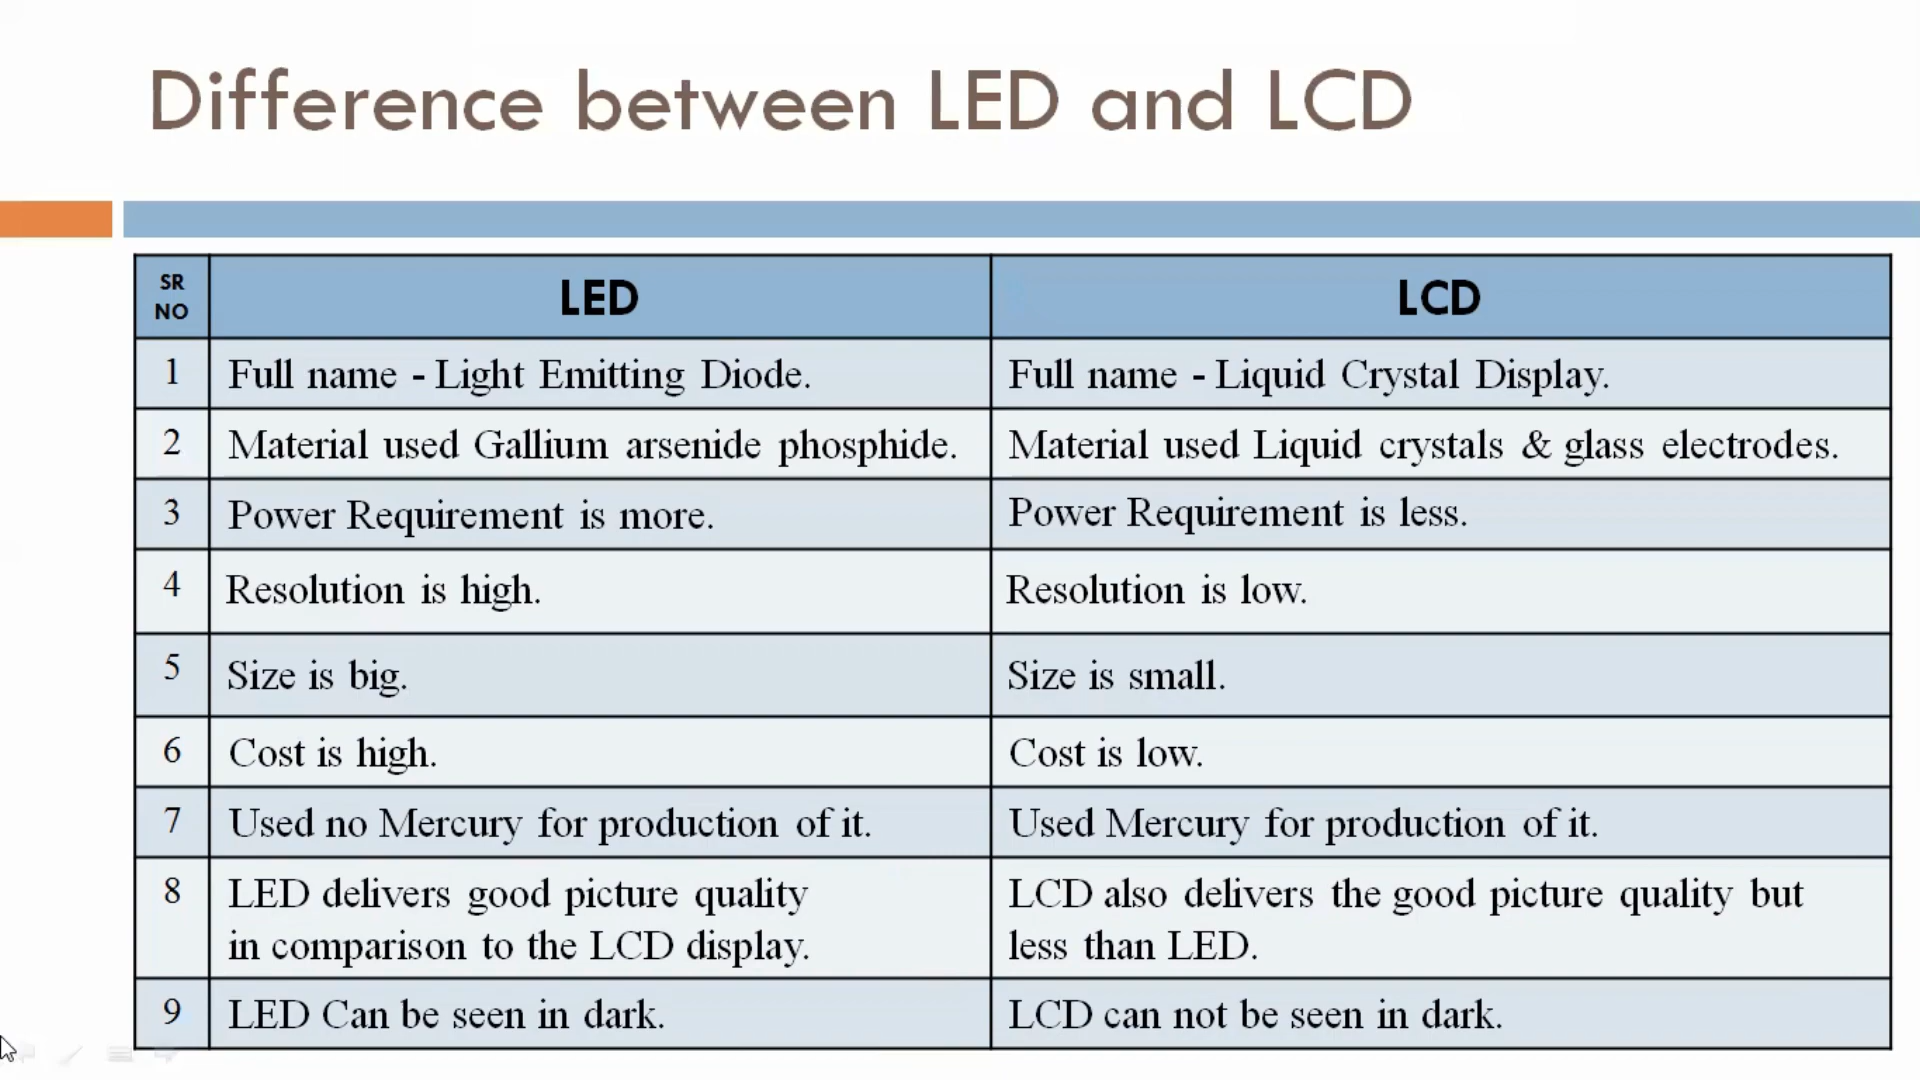 Difference between LED and LCD
SR NO LED LCD
1 Full name - Light Emitting Diode. Full name - Liquid Crystal Display.
2 Material used Gallium arsenide phosphide. Material used Liquid crystals & glass electrodes.
3 Power Requirement is more. Power Requirement is less.
4 Resolution is high. Resolution is low.
5 Size is big. Size is small.
6 Cost is high. Cost is low.
7 Used no Mercury for production of it. Used Mercury for production of it.
8 LED delivers good picture quality
in comparison to the LCD display.
LCD also delivers the good picture quality but
less than LED.
9 LED Can be seen in dark. LCD can not be seen in dark.